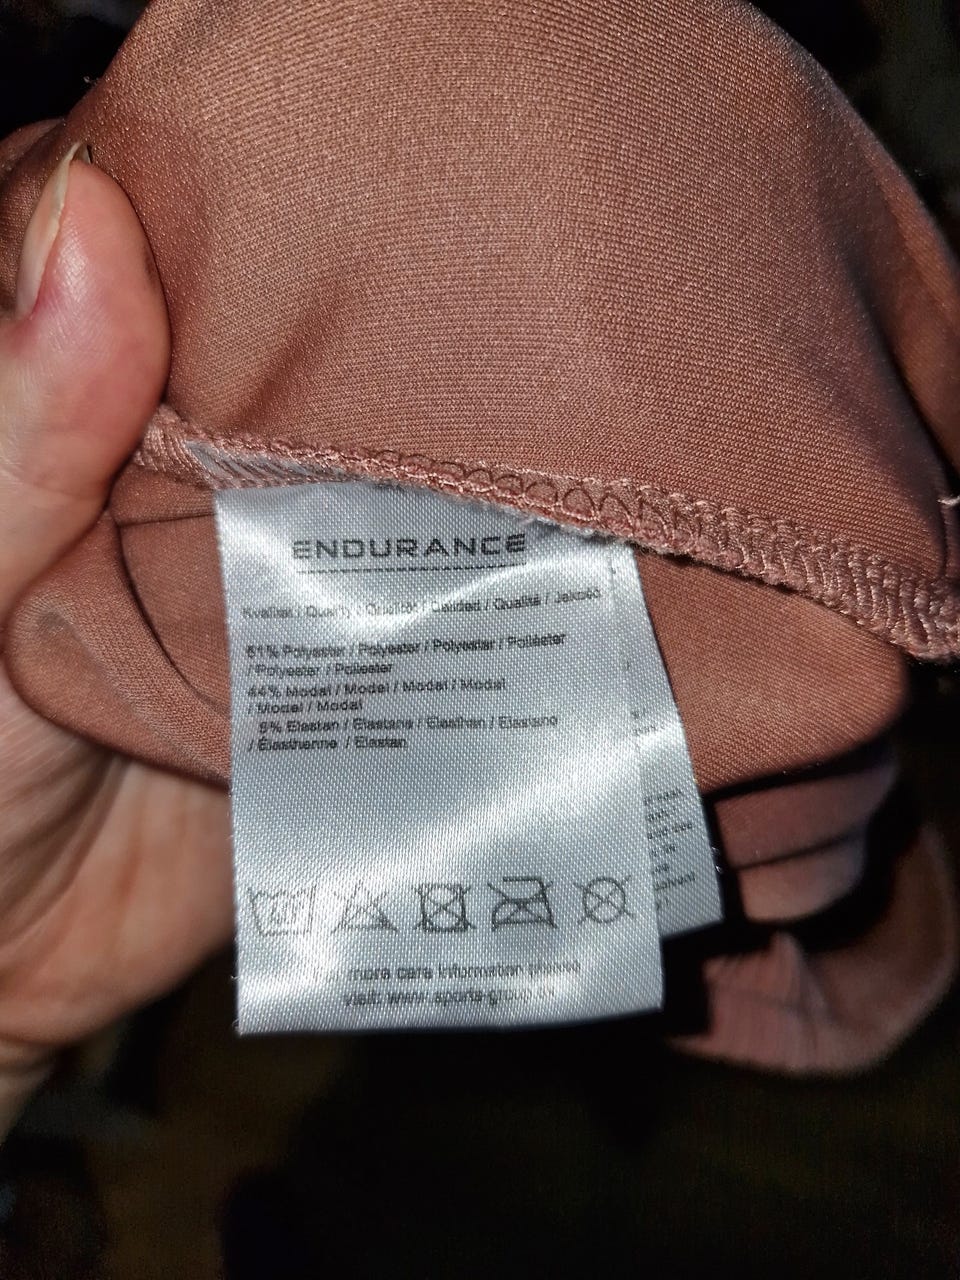 ENDURANCE
Kvalitet / Quality / Qualität / Calidad / Qualité / Jakość
51% Polyester / Polyester / Polyester / Poliéster
/ Polyester / Poliester
44% Modal / Modal / Modal / Modal
/ Modal / Modal
5% Elastan / Elastane / Elasthan / Elastano
/ Élasthanne / Elastan
more care information please
visit: www.sports-group.dk